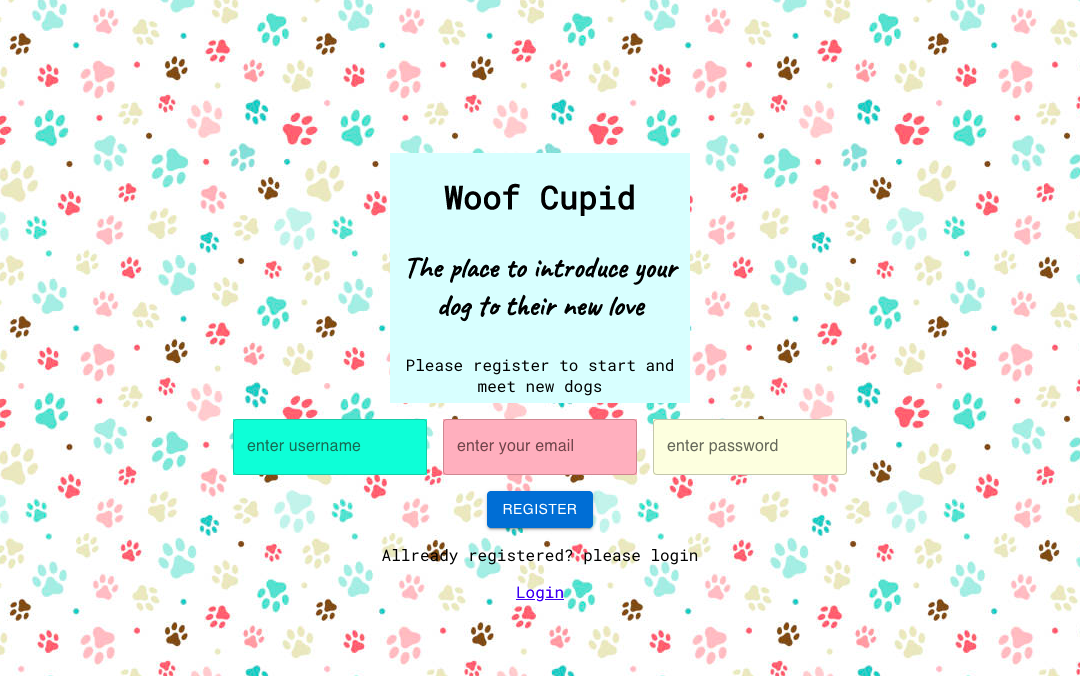 Woof Cupid
The place to introduce your
dog to their new love
Please register to start and
meet new dogs
enter username
enter your email
enter password
REGISTER
Allready registered? please login
Login